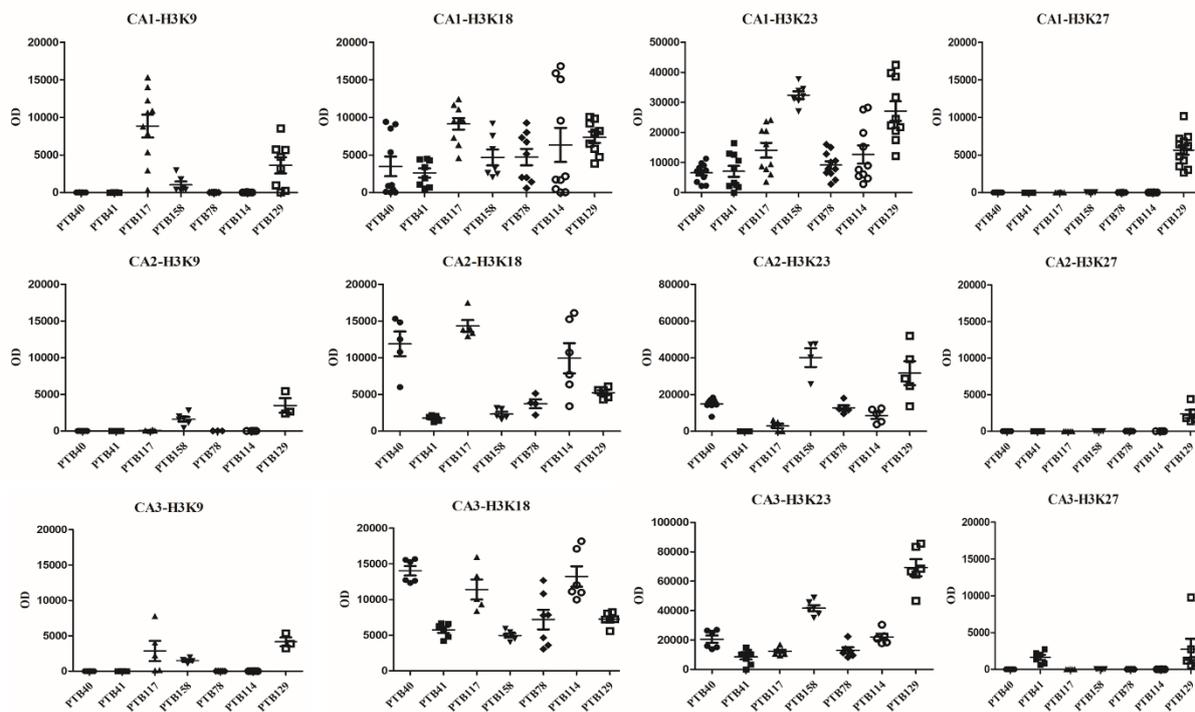 CA1-H3K9
20000
15000
10000
5000
0
OD
PTB40 PTB41 PTB117 PTB158 PTB78 PTB114 PTB129
CA1-H3K18
20000
15000
10000
5000
0
OD
PTB40 PTB41 PTB117 PTB158 PTB78 PTB114 PTB129
CA1-H3K23
50000
40000
30000
20000
10000
0
OD
PTB40 PTB41 PTB117 PTB158 PTB78 PTB114 PTB129
CA1-H3K27
20000
15000
10000
5000
0
OD
PTB40 PTB41 PTB117 PTB158 PTB78 PTB114 PTB129
CA2-H3K9
20000
15000
10000
5000
0
OD
PTB40 PTB41 PTB117 PTB158 PTB78 PTB114 PTB129
CA2-H3K18
20000
15000
10000
5000
0
OD
PTB40 PTB41 PTB117 PTB158 PTB78 PTB114 PTB129
CA2-H3K23
80000
60000
40000
20000
0
OD
PTB40 PTB41 PTB117 PTB158 PTB78 PTB114 PTB129
CA2-H3K27
20000
15000
10000
5000
0
OD
PTB40 PTB41 PTB117 PTB158 PTB78 PTB114 PTB129
CA3-H3K9
20000
15000
10000
5000
0
OD
PTB40 PTB41 PTB117 PTB158 PTB78 PTB114 PTB129
CA3-H3K18
20000
15000
10000
5000
0
OD
PTB40 PTB41 PTB117 PTB158 PTB78 PTB114 PTB129
CA3-H3K23
100000
80000
60000
40000
20000
0
OD
PTB40 PTB41 PTB117 PTB158 PTB78 PTB114 PTB129
CA3-H3K27
20000
15000
10000
5000
0
OD
PTB40 PTB41 PTB117 PTB158 PTB78 PTB114 PTB129